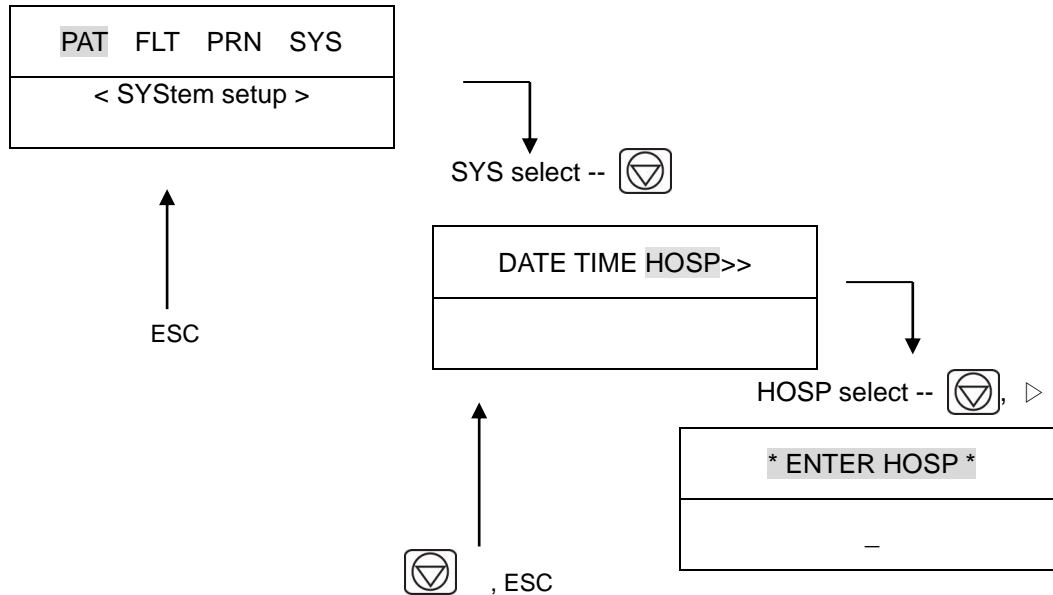 PAT FLT PRN SYS
< SYStem setup >
SYS select --
DATE TIME HOSP>>
ESC
HOSP select -- , ▷
* ENTER HOSP *
_
, ESC